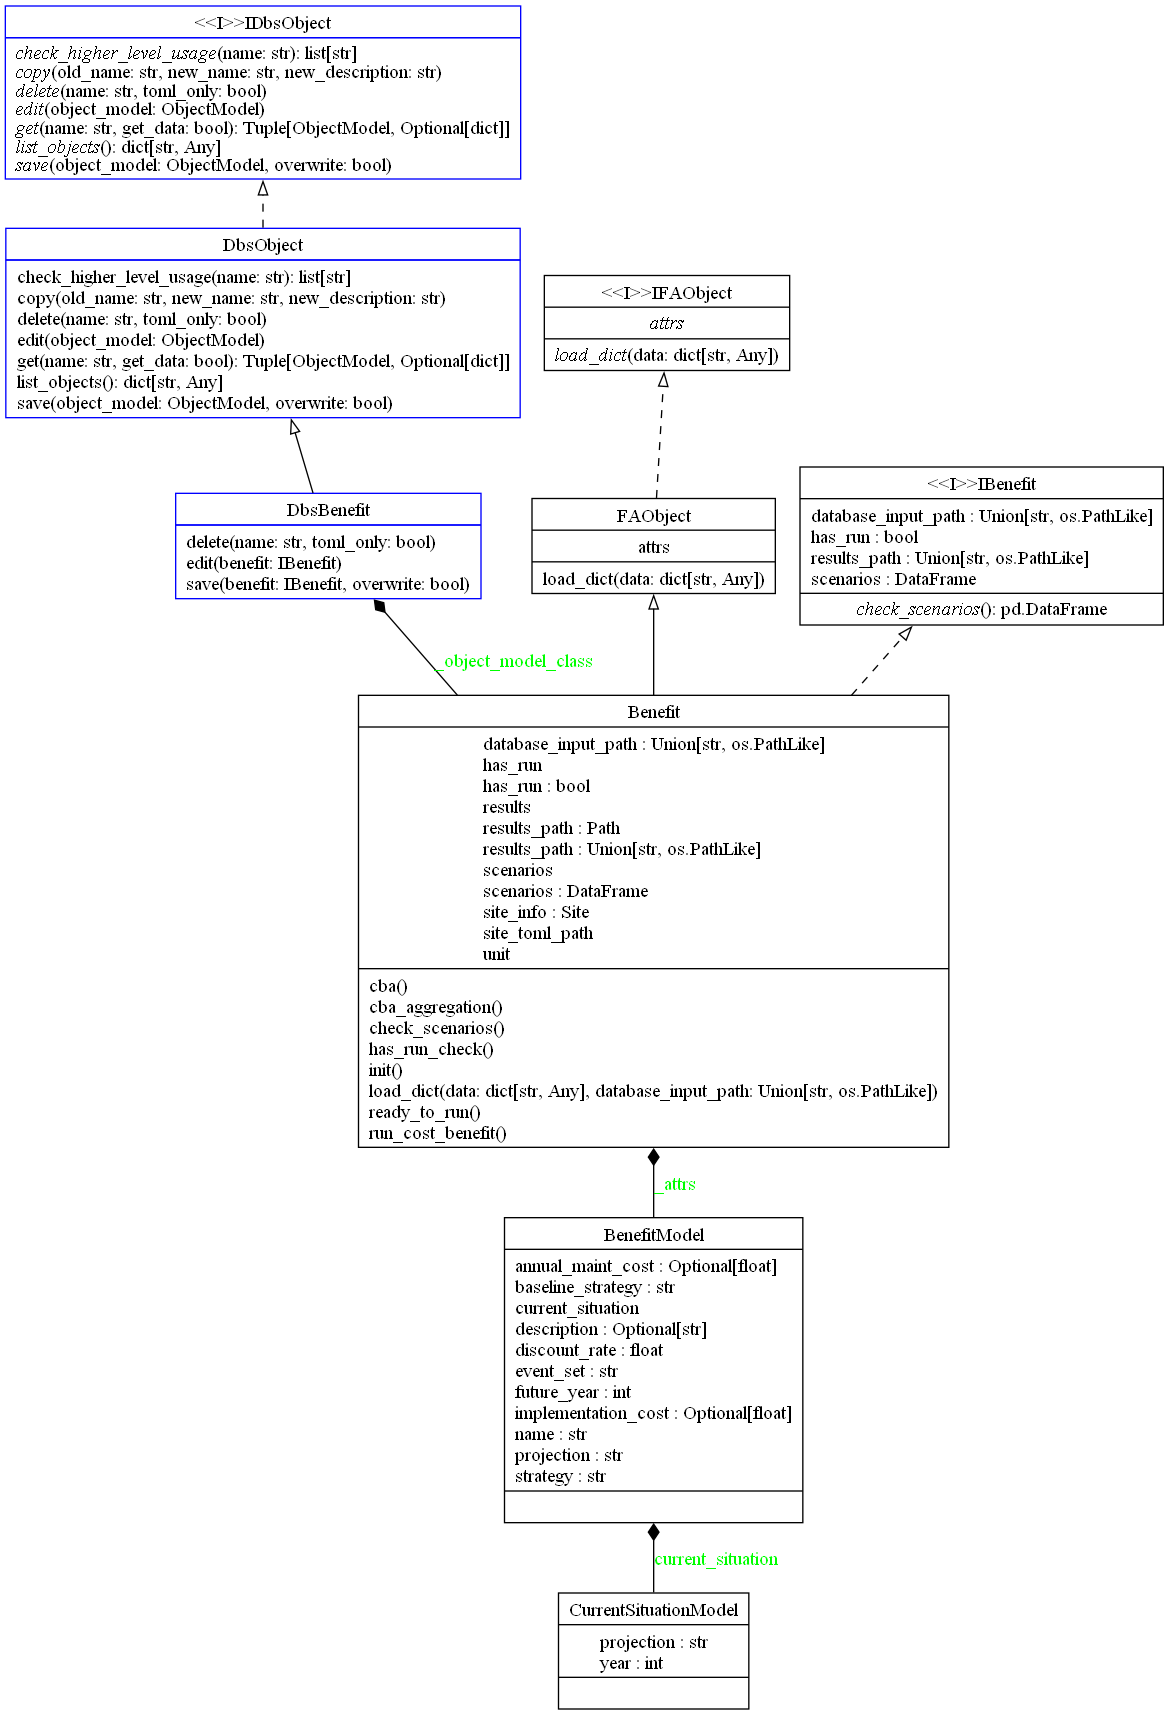 <<I>>IDbsObject
check_higher_level_usage(name: str): list[str]
copy(old_name: str, new_name: str, new_description: str)
delete(name: str, toml_only: bool)
edit(object_model: ObjectModel)
get(name: str, get_data: bool): Tuple[ObjectModel, Optional[dict]]
list_objects(): dict[str, Any]
save(object_model: ObjectModel, overwrite: bool)
DbsObject
check_higher_level_usage(name: str): list[str]
copy(old_name: str, new_name: str, new_description: str)
delete(name: str, toml_only: bool)
edit(object_model: ObjectModel)
get(name: str, get_data: bool): Tuple[ObjectModel, Optional[dict]]
list_objects(): dict[str, Any]
save(object_model: ObjectModel, overwrite: bool)
<<I>>IFAObject
attrs
load_dict(data: dict[str, Any])
DbsBenefit
delete(name: str, toml_only: bool)
edit(benefit: IBenefit)
save(benefit: IBenefit, overwrite: bool)
FAObject
attrs
load_dict(data: dict[str, Any])
<<I>>IBenefit
database_input_path : Union[str, os.PathLike]
has_run : bool
results_path : Union[str, os.PathLike]
scenarios : DataFrame
check_scenarios(): pd.DataFrame
_object_model_class
Benefit
database_input_path : Union[str, os.PathLike]
has_run
has_run : bool
results
results_path : Path
results_path : Union[str, os.PathLike]
scenarios
scenarios : DataFrame
site_info : Site
site_toml_path
unit
cba()
cba_aggregation()
check_scenarios()
has_run_check()
init()
load_dict(data: dict[str, Any], database_input_path: Union[str, os.PathLike])
ready_to_run()
run_cost_benefit()
_attrs
BenefitModel
annual_maint_cost : Optional[float]
baseline_strategy : str
current_situation
description : Optional[str]
discount_rate : float
event_set : str
future_year : int
implementation_cost : Optional[float]
name : str
projection : str
strategy : str
current_situation
CurrentSituationModel
projection : str
year : int